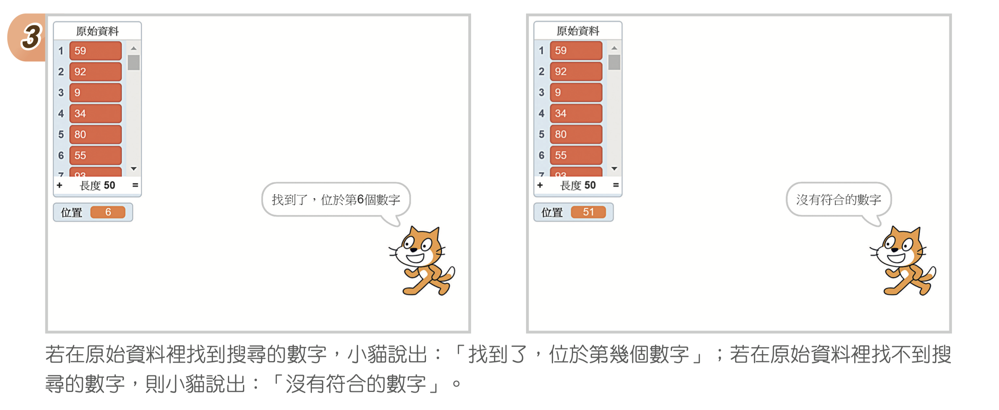 3
原始資料
1 59
2 92
3 9
4 34
5 80
6 55
7 93
+ 長度 50 =
位置 6
找到了，位於第6個數字
原始資料
1 59
2 92
3 9
4 34
5 80
6 55
7 93
+ 長度 50 =
位置 51
沒有符合的數字
若在原始資料裡找到搜尋的數字，小貓說出：「找到了，位於第幾個數字」；若在原始資料裡找不到搜
尋的數字，則小貓說出：「沒有符合的數字」。